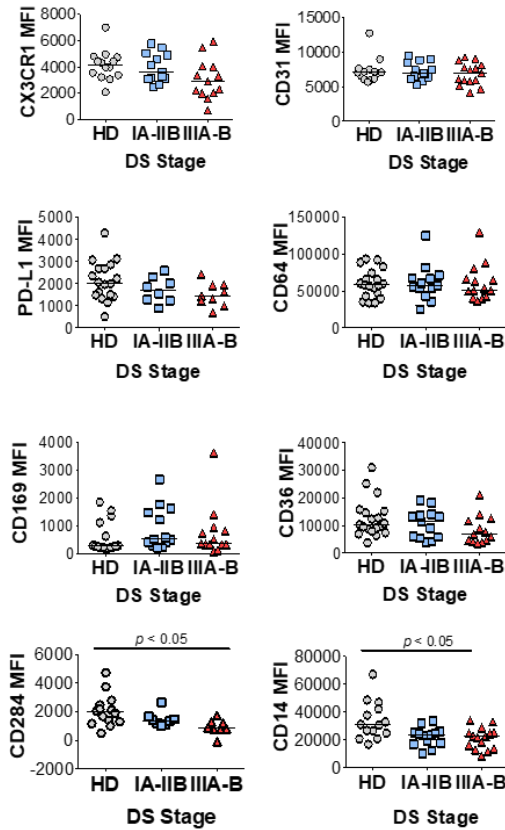 CX3CR1 MFI
8000
6000
4000
2000
0
HD IA-IIB IIIA-B
DS Stage
CD31 MFI
15000
10000
5000
0
HD IA-IIB IIIA-B
DS Stage
PD-L1 MFI
5000
4000
3000
2000
1000
0
HD IA-IIB IIIA-B
DS Stage
CD64 MFI
150000
100000
50000
0
HD IA-IIB IIIA-B
DS Stage
CD169 MFI
4000
3000
2000
1000
0
HD IA-IIB IIIA-B
DS Stage
CD36 MFI
40000
30000
20000
10000
0
HD IA-IIB IIIA-B
DS Stage
p < 0.05
CD284 MFI
6000
4000
2000
0
-2000
HD IA-IIB IIIA-B
DS Stage
p < 0.05
CD14 MFI
80000
60000
40000
20000
0
HD IA-IIB IIIA-B
DS Stage